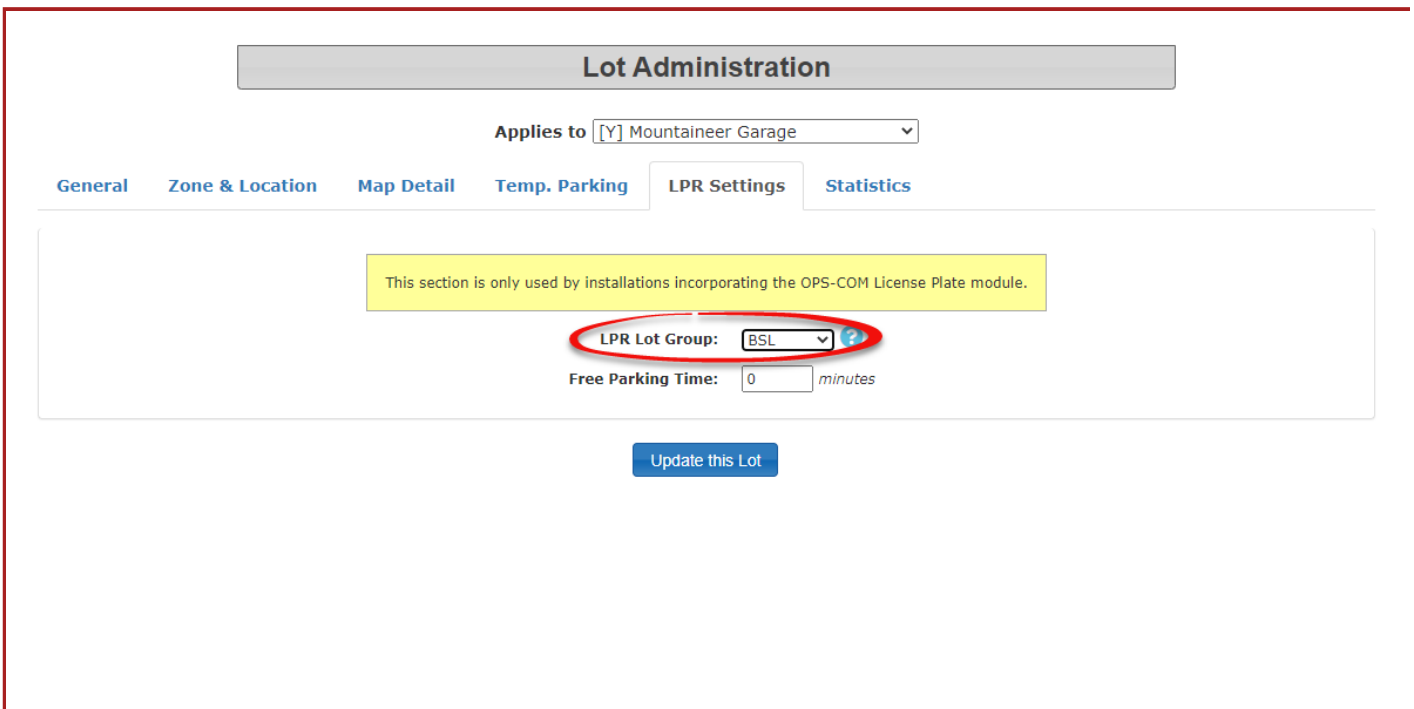 Lot Administration
Applies to [Y] Mountaineer Garage
General Zone & Location Map Detail Temp. Parking LPR Settings Statistics
This section is only used by installations incorporating the OPS-COM License Plate module.
LPR Lot Group: BSL ?
Free Parking Time: 0 minutes
Update this Lot